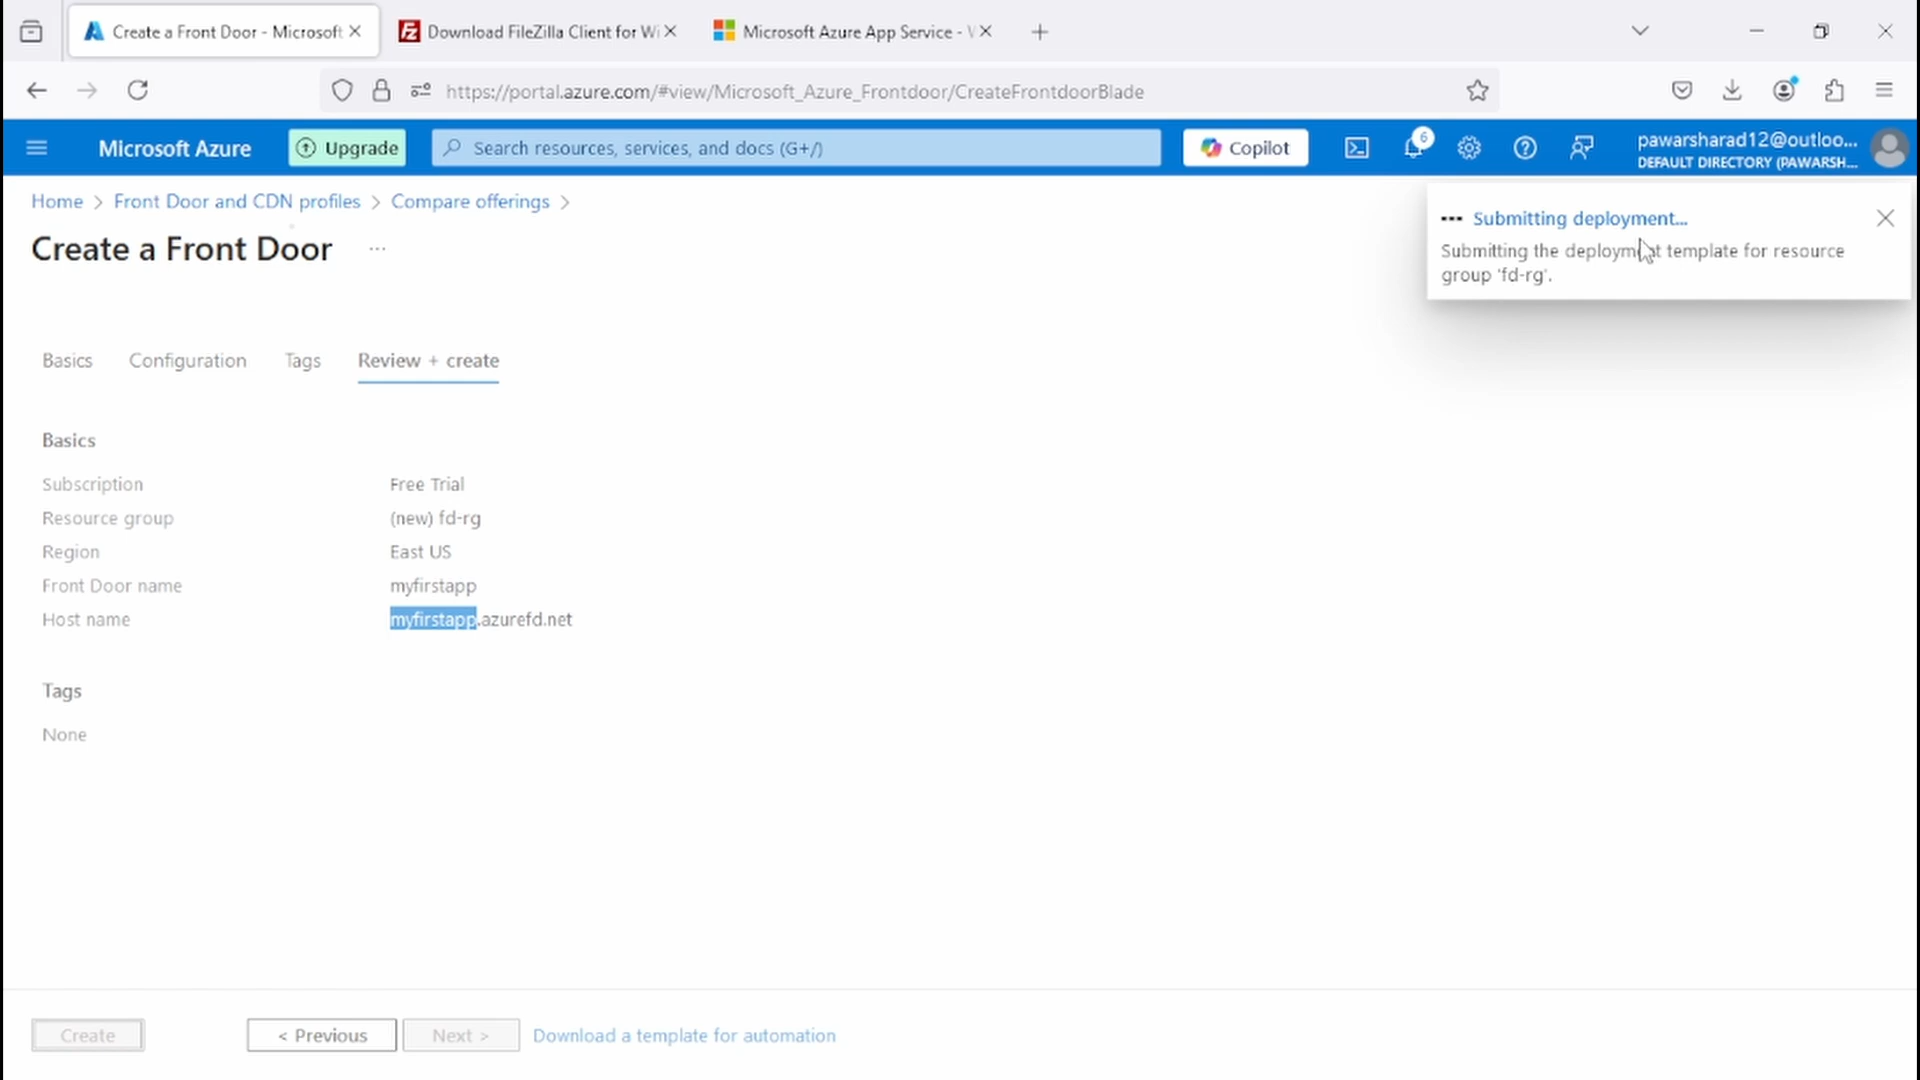 Create a Front Door - Microsoft
Download FileZilla Client for Wi
Microsoft Azure App Service -
https://portal.azure.com/#view/Microsoft_Azure_Frontdoor/CreateFrontdoorBlade
Microsoft Azure
Upgrade
Search resources, services, and docs (G+/)
Copilot
6
pawarsharad12@outloo...
DEFAULT DIRECTORY (PAWARSH...
Home > Front Door and CDN profiles > Compare offerings >
Create a Front Door ...
Submitting deployment...
Submitting the deployment template for resource
group 'fd-rg'.
Basics
Configuration
Tags
Review + create
Basics
Subscription Free Trial
Resource group (new) fd-rg
Region East US
Front Door name myfirstapp
Host name myfirstapp.azurefd.net
Tags
None
Create
< Previous
Next >
Download a template for automation